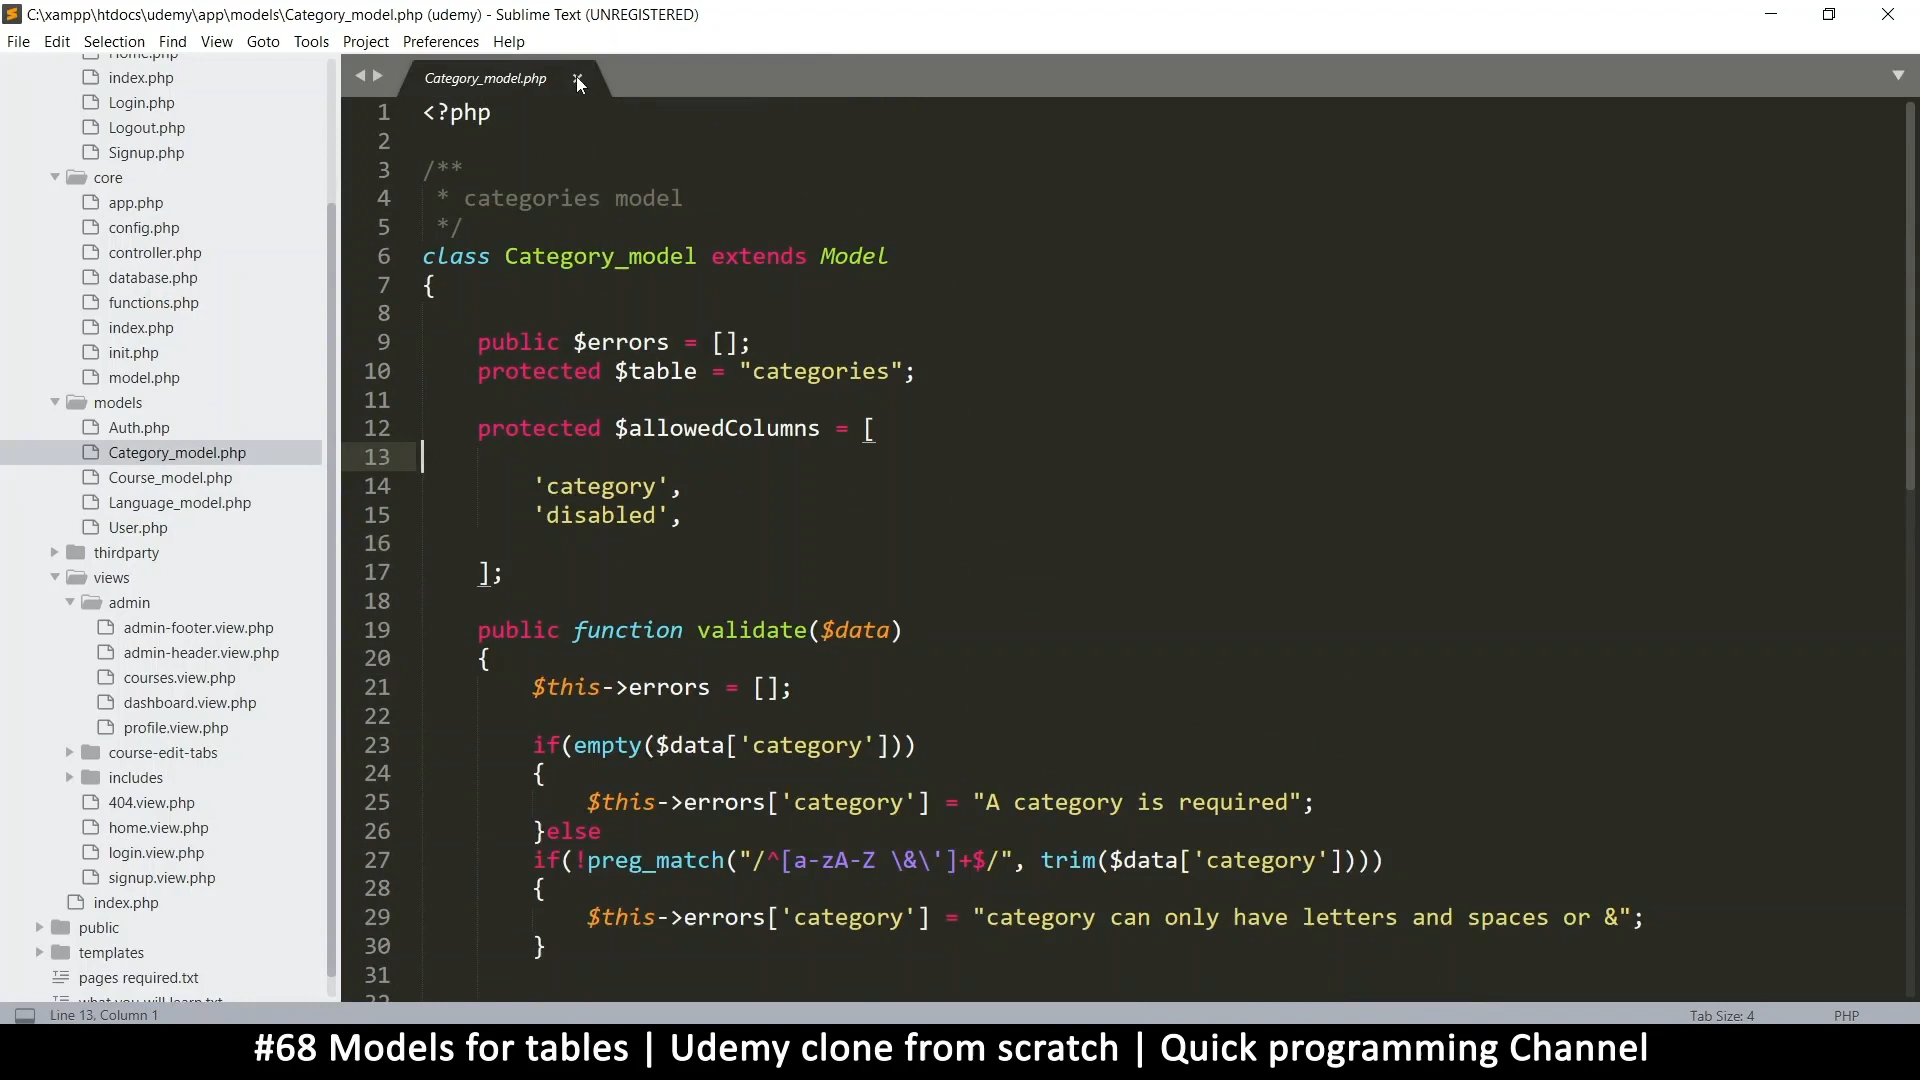 C:\xampp\htdocs\udemy\app\models\Category_model.php (udemy) - Sublime Text (UNREGISTERED)
File Edit Selection Find View Goto Tools Project Preferences Help
Home.php
index.php
Login.php
Logout.php
Signup.php
core
app.php
config.php
controller.php
database.php
functions.php
index.php
init.php
model.php
models
Auth.php
Category_model.php
Course_model.php
Language_model.php
User.php
thirdparty
views
admin
admin-footer.view.php
admin-header.view.php
courses.view.php
dashboard.view.php
profile.view.php
course-edit-tabs
includes
404.view.php
home.view.php
login.view.php
signup.view.php
index.php
public
templates
pages required.txt
what you will learn.txt
Category_model.php
1 <?php
2
3 /**
4 * categories model
5 */
6 class Category_model extends Model
7 {
8
9 public $errors = [];
10 protected $table = "categories";
11
12 protected $allowedColumns = [
13
14 'category',
15 'disabled',
16
17 ];
18
19 public function validate($data)
20 {
21 $this->errors = [];
22
23 if(empty($data['category']))
24 {
25 $this->errors['category'] = "A category is required";
26 }else
27 if(!preg_match("/^[a-zA-Z \&\']+$/", trim($data['category'])))
28 {
29 $this->errors['category'] = "category can only have letters and spaces or &";
30 }
31
32
Line 13, Column 1 Tab Size: 4 PHP
#68 Models for tables | Udemy clone from scratch | Quick programming Channel